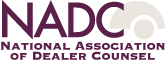 NADC
NATIONAL ASSOCIATION
OF DEALER COUNSEL